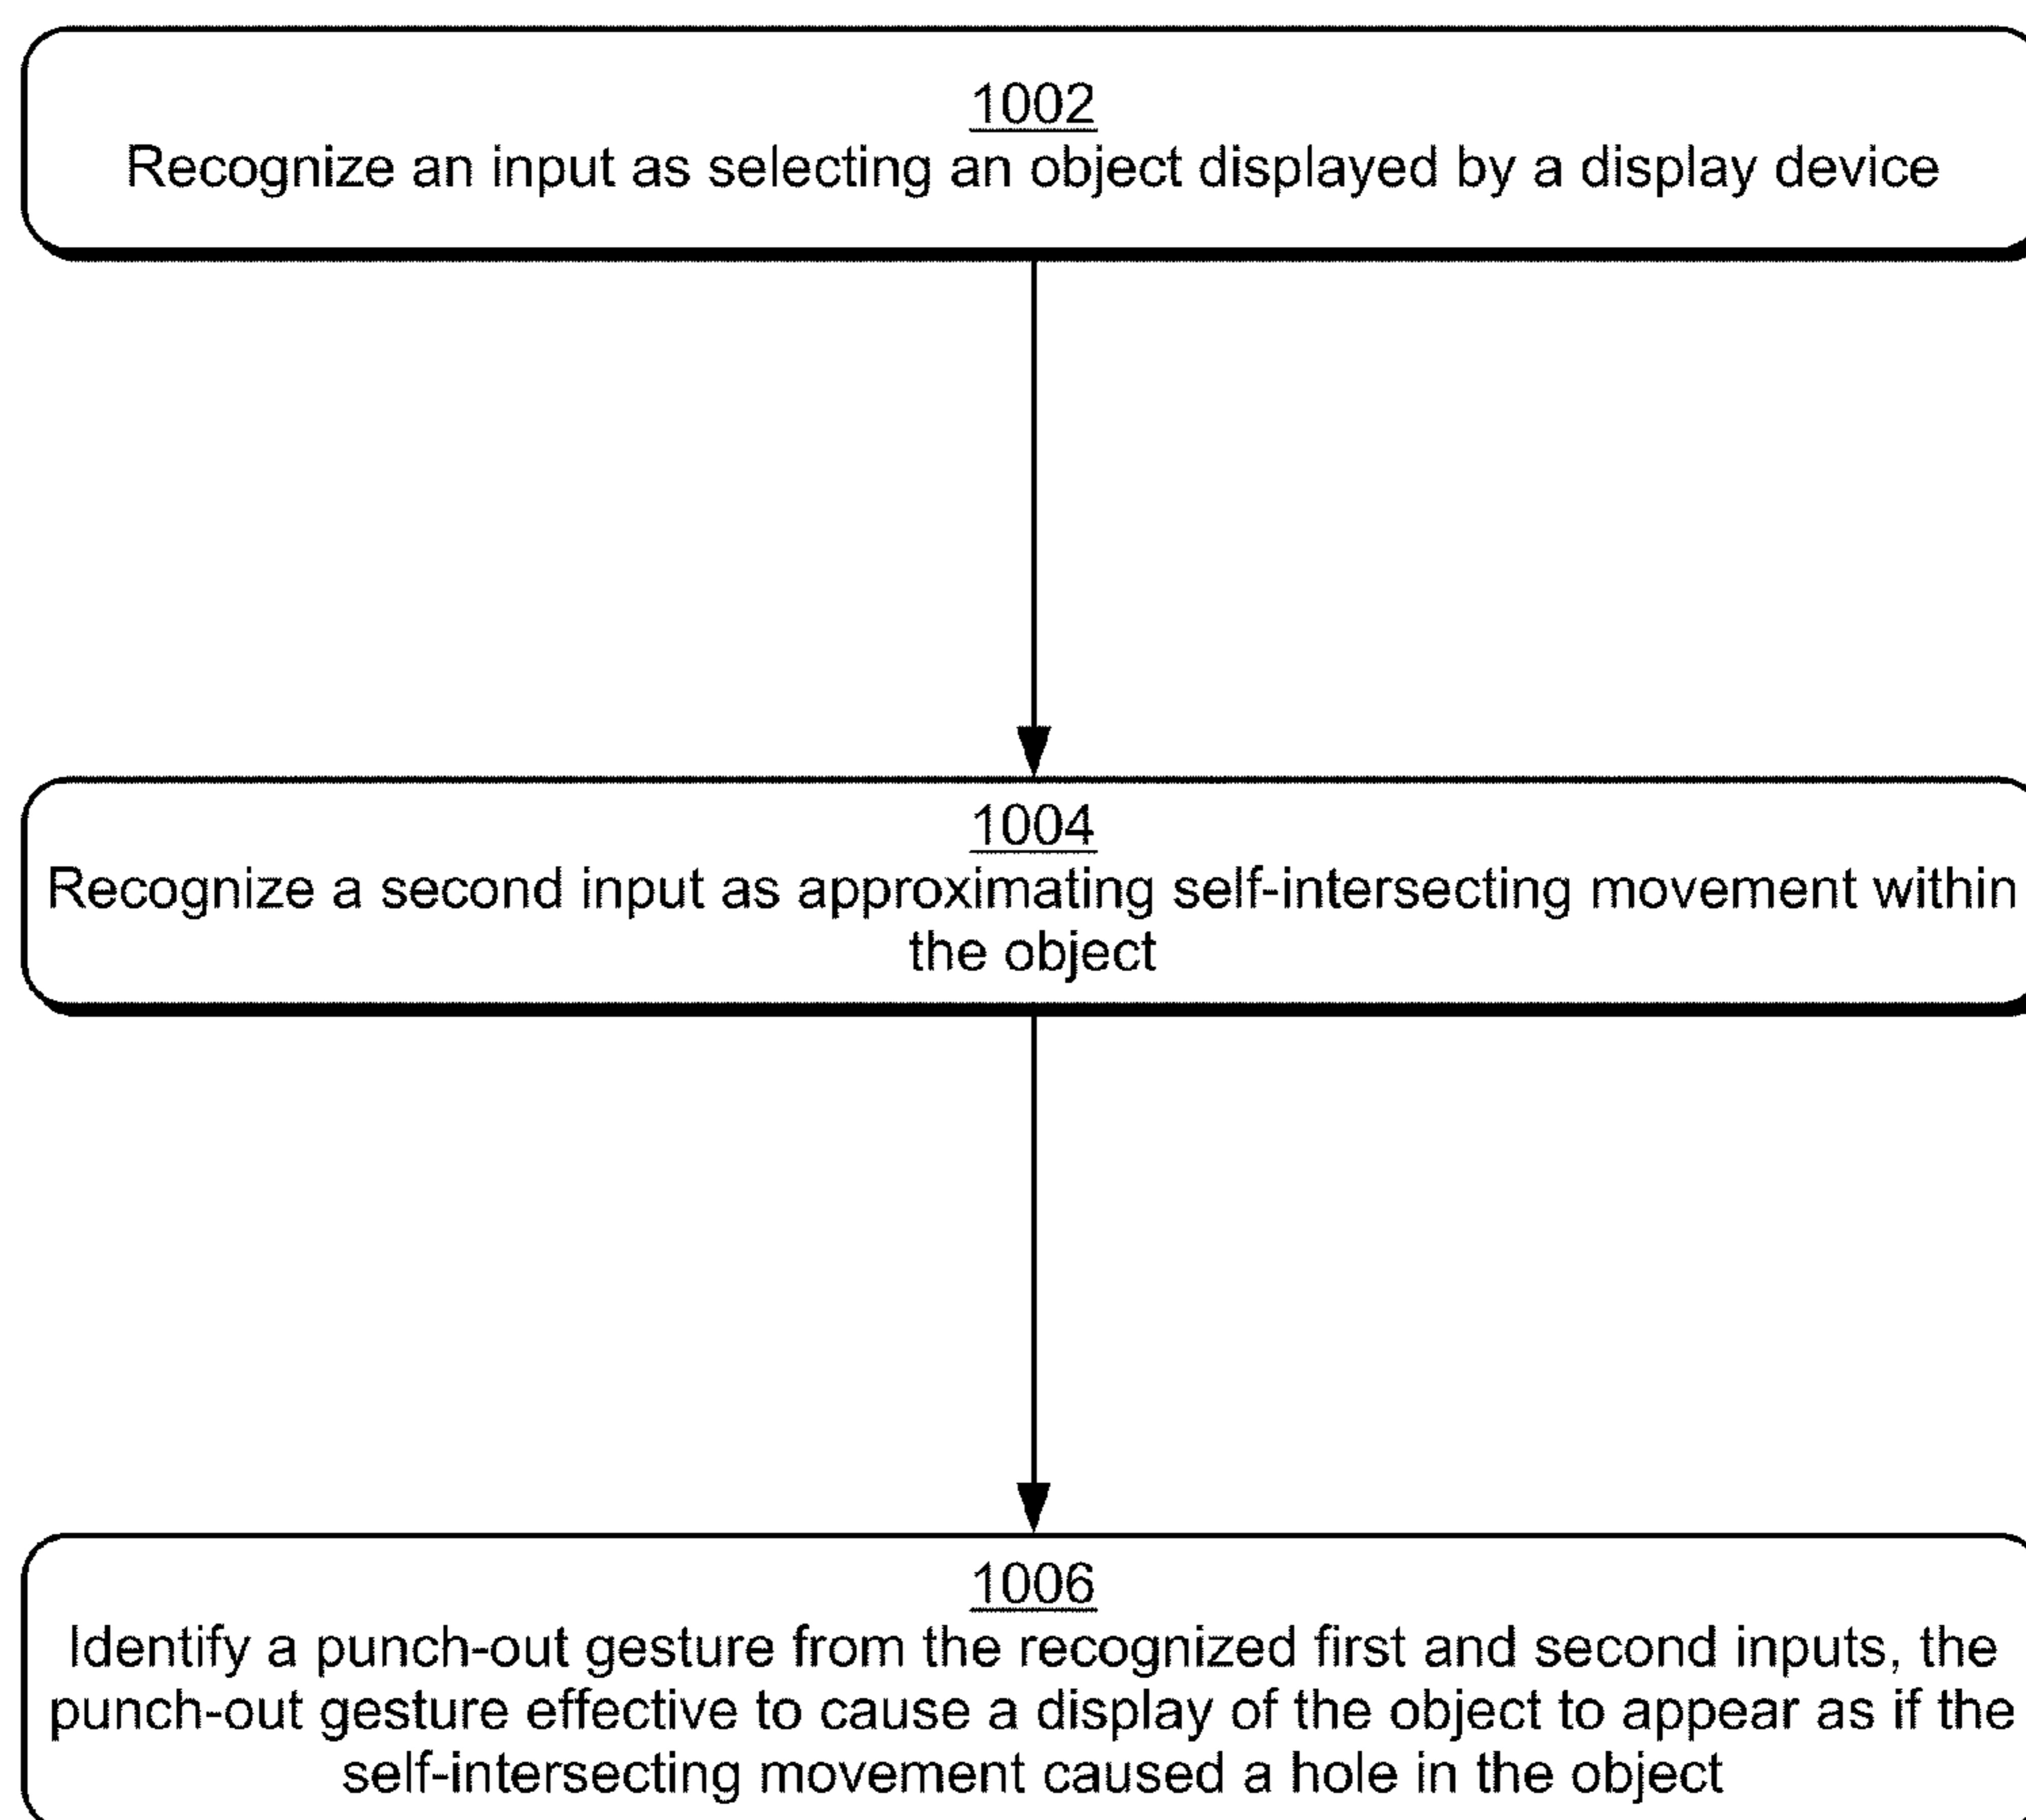 1002
Recognize an input as selecting an object displayed by a display device
1004
Recognize a second input as approximating self-intersecting movement within
the object
1006
Identify a punch-out gesture from the recognized first and second inputs, the
punch-out gesture effective to cause a display of the object to appear as if the
self-intersecting movement caused a hole in the object